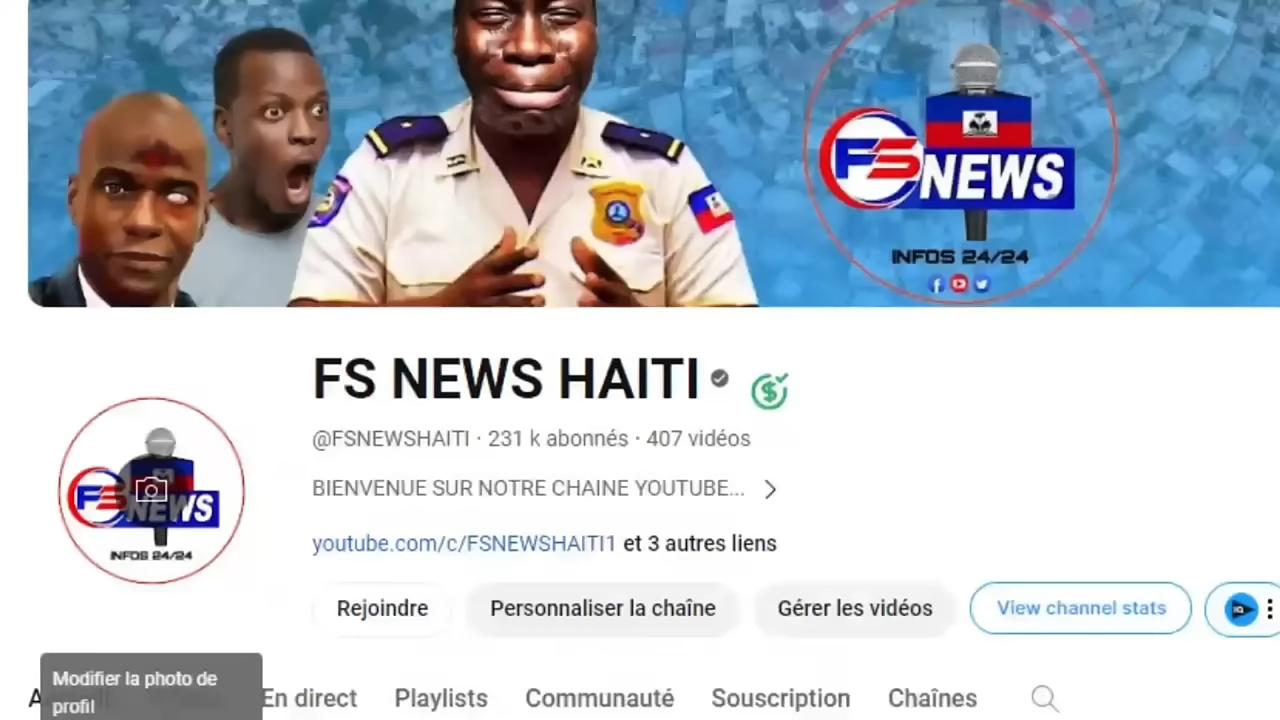 FS NEWS
INFOS 24/24
FS NEWS HAITI
@FSNEWSHAITI · 231 k abonnés · 407 vidéos
BIENVENUE SUR NOTRE CHAINE YOUTUBE...
youtube.com/c/FSNEWSHAITI1 et 3 autres liens
FS NEWS
INFOS 24/24
Rejoindre Personnaliser la chaîne Gérer les vidéos View channel stats IQ
Modifier la photo de
profil
En direct Playlists Communauté Souscription Chaînes